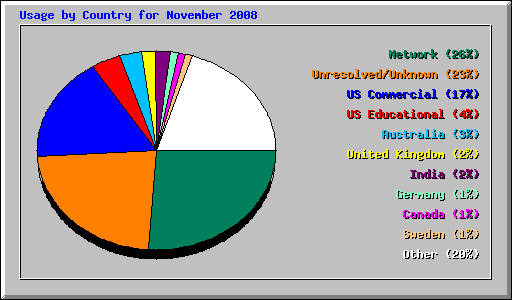 Usage by Country for November 2008
Network (26%)
Unresolved/Unknown (23%)
US Commercial (17%)
US Educational (4%)
Australia (3%)
United Kingdom (2%)
India (2%)
Germany (1%)
Canada (1%)
Sweden (1%)
Other (20%)